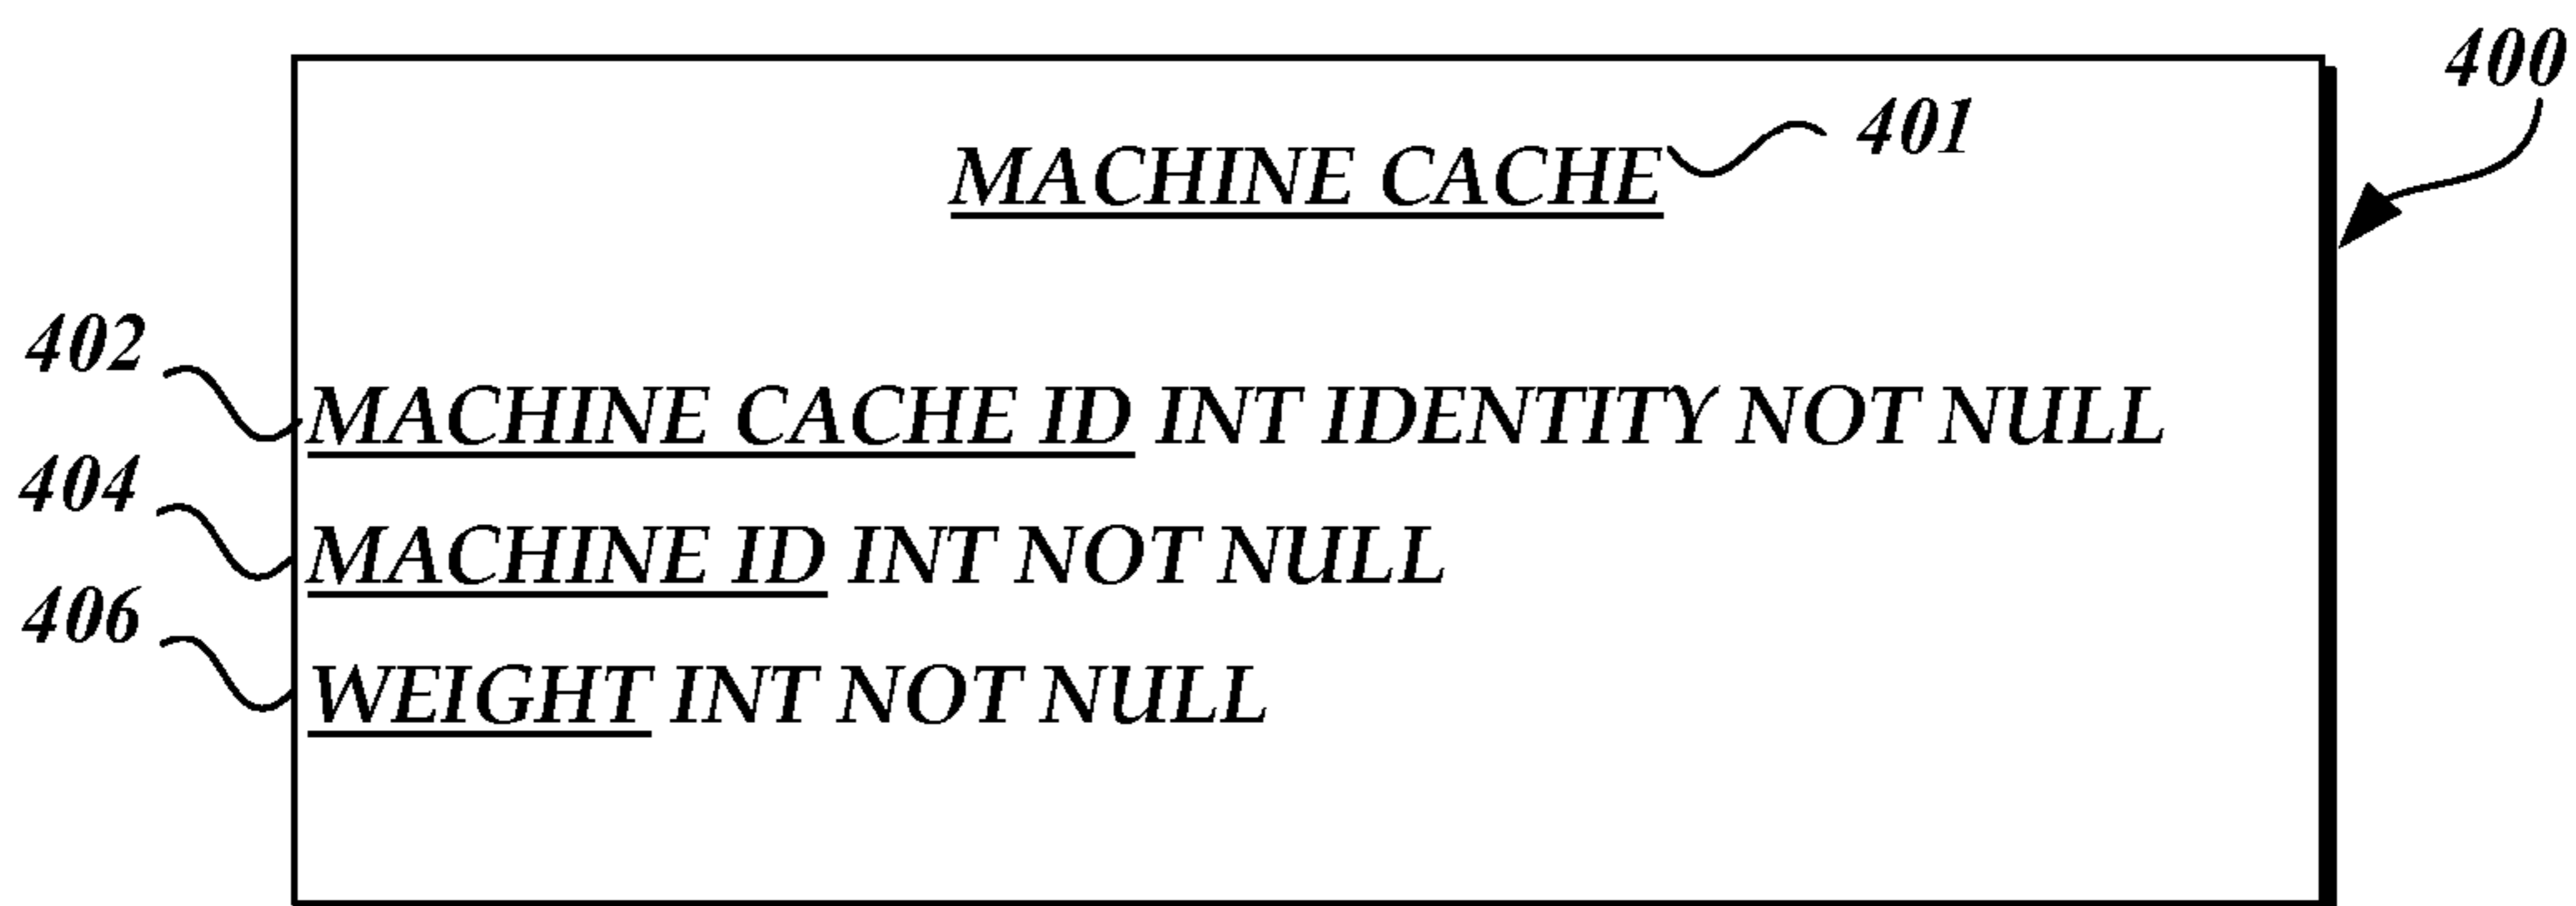 400
MACHINE CACHE 401
402
MACHINE CACHE ID INT IDENTITY NOT NULL
404
MACHINE ID INT NOT NULL
406
WEIGHT INT NOT NULL